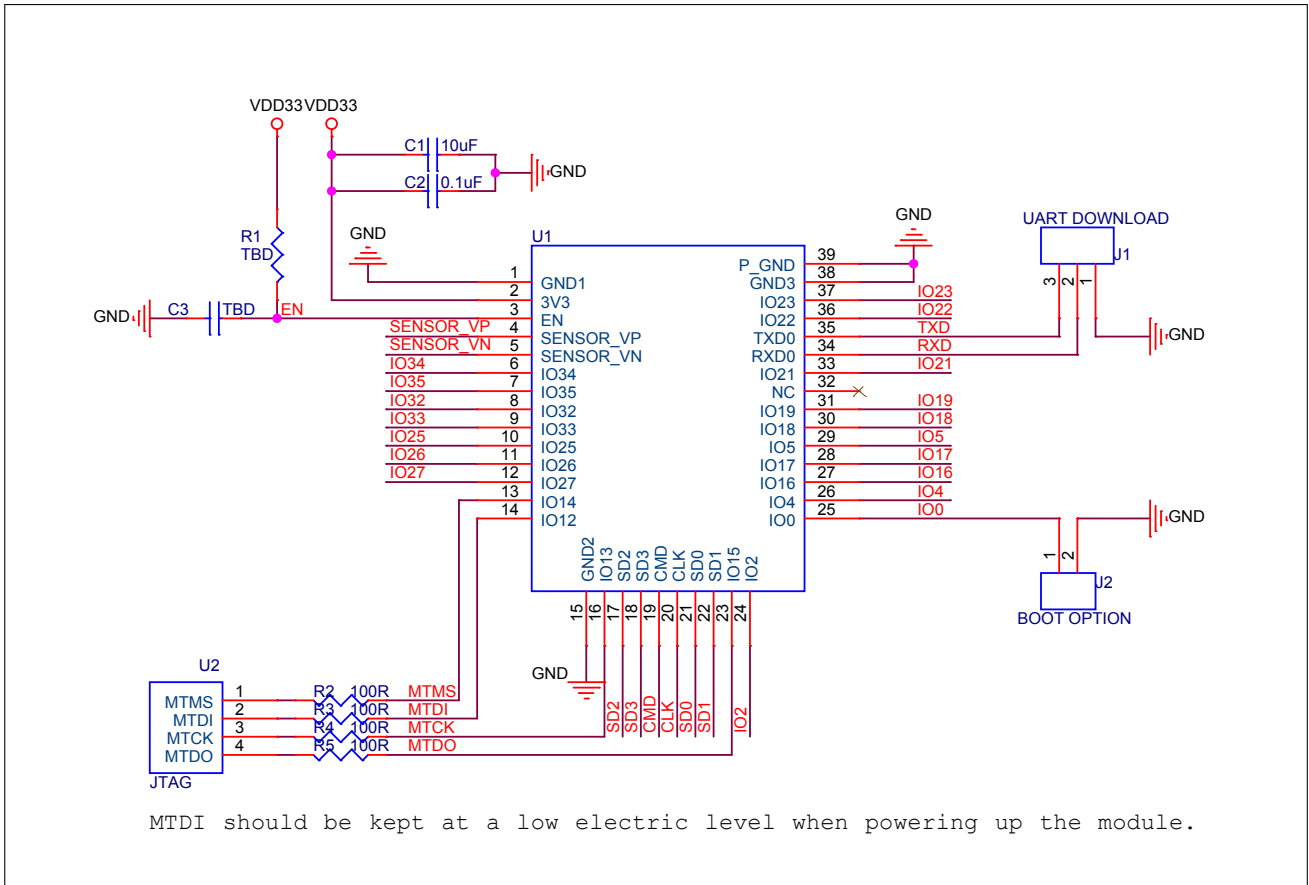 VDD33 VDD33
C1 10uF
C2 0.1uF
GND
R1
TBD
GND
C3 TBD
GND
EN
U1
1 GND1
2 3V3
3 EN
SENSOR_VP 4 SENSOR_VP
SENSOR_VN 5 SENSOR_VN
IO34 6 IO34
IO35 7 IO35
IO32 8 IO32
IO33 9 IO33
IO25 10 IO25
IO26 11 IO26
IO27 12 IO27
13 IO14
14 IO12
GND
P_GND 39
GND3 38
IO23 37 IO23
IO22 36 IO22
TXD0 35 TXD
RXD0 34 RXD
IO21 33 IO21
NC 32
IO19 31 IO19
IO18 30 IO18
IO5 29 IO5
IO17 28 IO17
IO16 27 IO16
IO4 26 IO4
IO0 25 IO0
UART DOWNLOAD
J1
3 2 1
GND
GND
1 2
J2
BOOT OPTION
GND2 IO13 SD2 SD3 CMD CLK SD0 SD1 IO15 IO2
15 16 17 18 19 20 21 22 23 24
GND
SD2 SD3 CMD CLK SD0 SD1 IO2
U2
MTMS 1 R2 100R MTMS
MTDI 2 R3 100R MTDI
MTCK 3 R4 100R MTCK
MTDO 4 R5 100R MTDO
JTAG
MTDI should be kept at a low electric level when powering up the module.